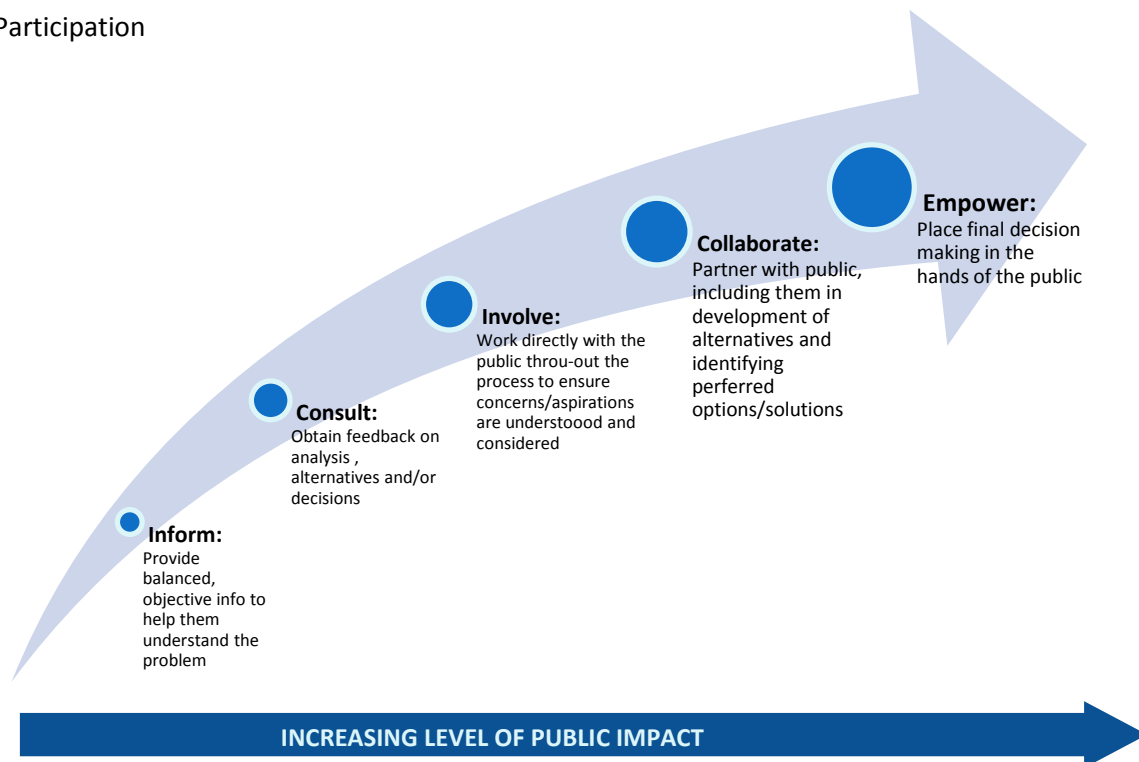 Participation
Inform:
Provide
balanced,
objective info to
help them
understand the
problem
Consult:
Obtain feedback on
analysis ,
alternatives and/or
decisions
Involve:
Work directly with the
public throu-out the
process to ensure
concerns/aspirations
are understoood and
considered
Collaborate:
Partner with public,
including them in
development of
alternatives and
identifying
perferred
options/solutions
Empower:
Place final decision
making in the
hands of the public
INCREASING LEVEL OF PUBLIC IMPACT